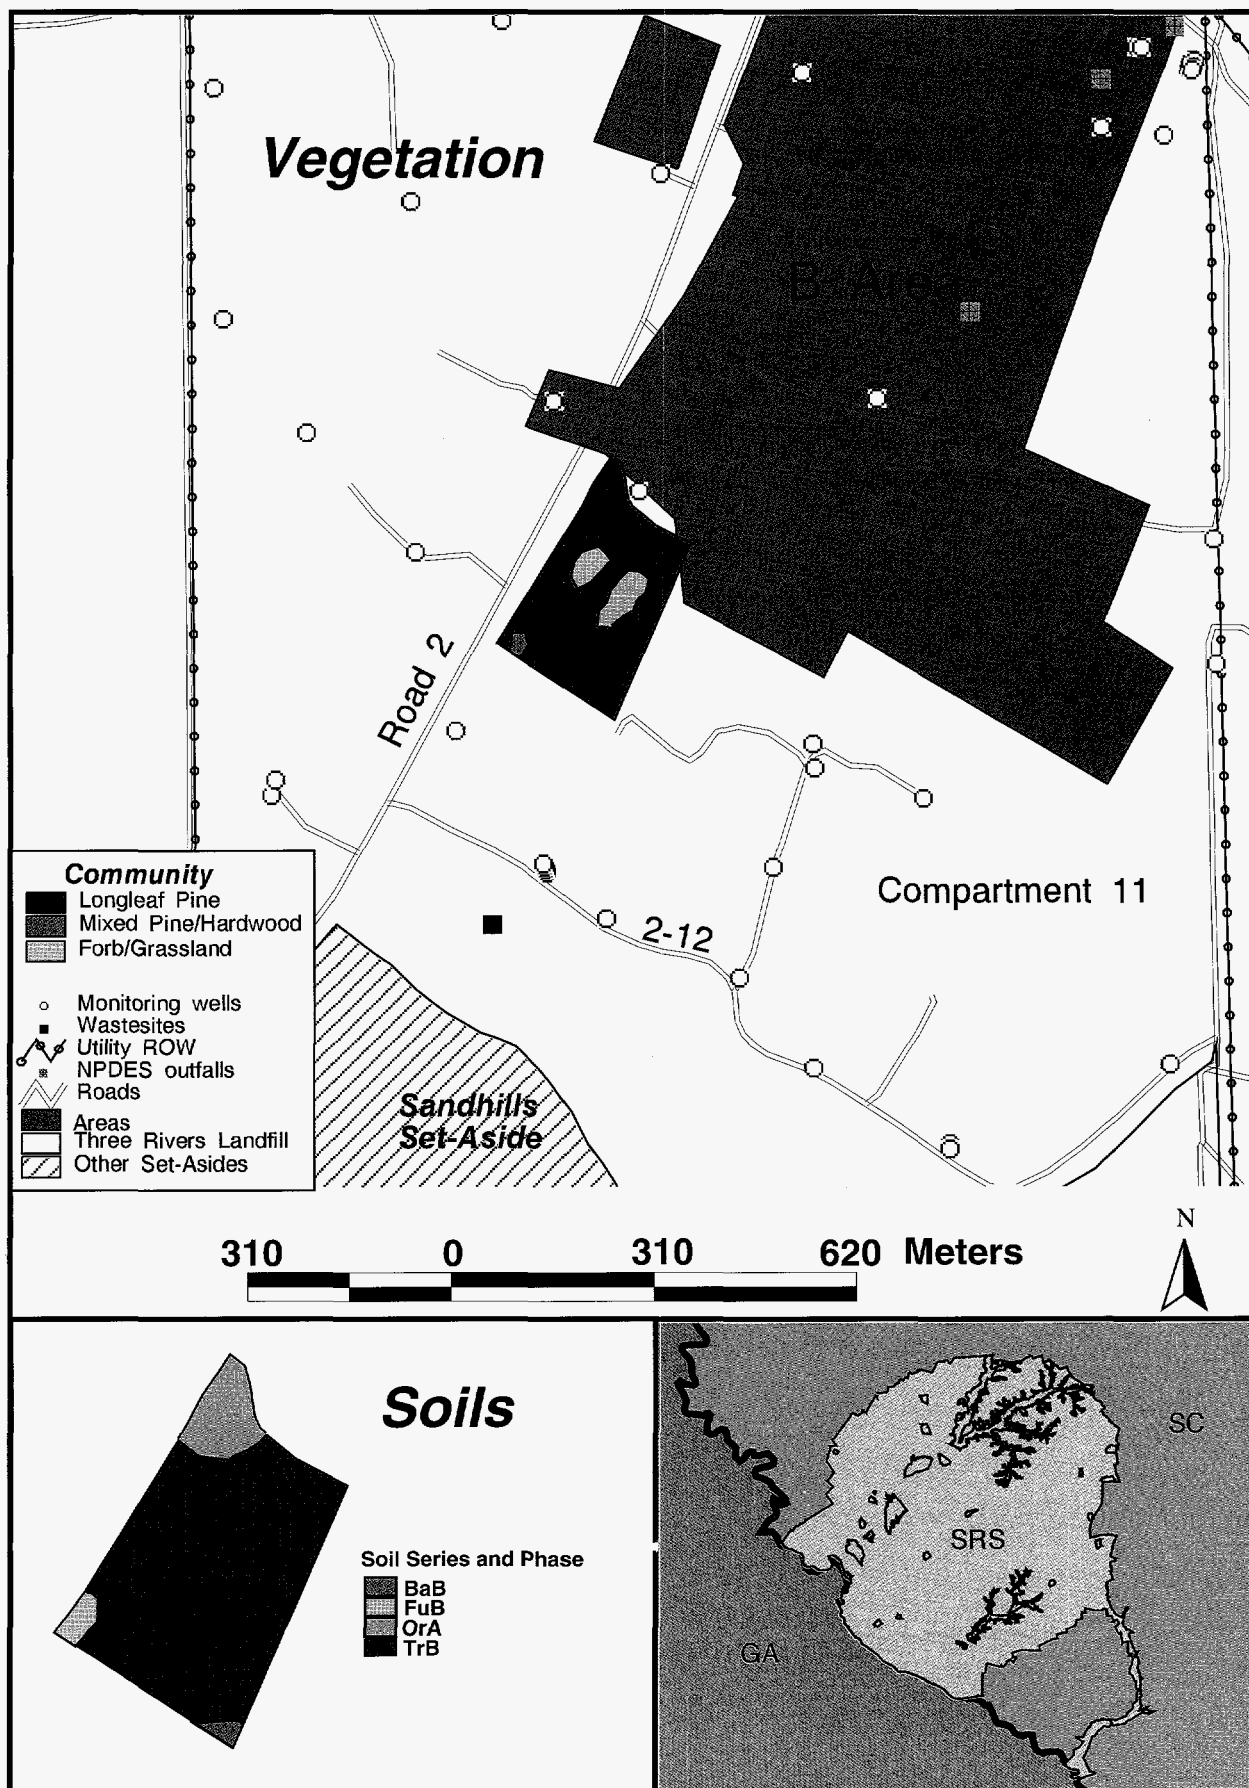 Vegetation
B-Area
Road 2
Compartment 11
2-12
Sandhills
Set-Aside
Community
Longleaf Pine
Mixed Pine/Hardwood
Forb/Grassland
Monitoring wells
Wastesites
Utility ROW
NPDES outfalls
Roads
Areas
Three Rivers Landfill
Other Set-Asides
310 0 310 620 Meters
N
Soils
Soil Series and Phase
BaB
FuB
OrA
TrB
SC
SRS
GA